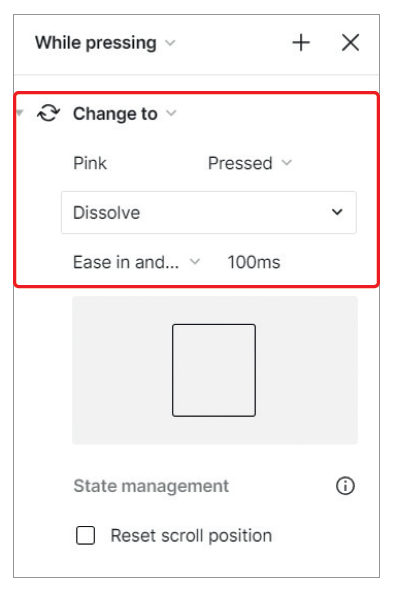 While pressing
Change to
Pink Pressed
Dissolve
Ease in and... 100ms
State management
Reset scroll position